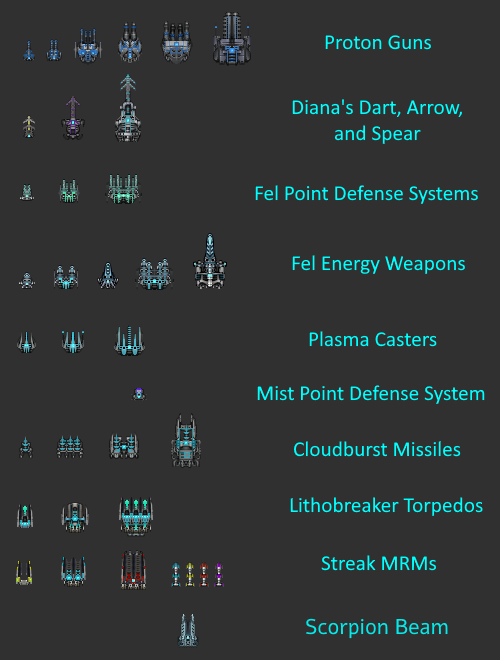 Proton Guns
Diana's Dart, Arrow,
and Spear
Fel Point Defense Systems
Fel Energy Weapons
Plasma Casters
Mist Point Defense System
Cloudburst Missiles
Lithobreaker Torpedos
Streak MRMs
Scorpion Beam